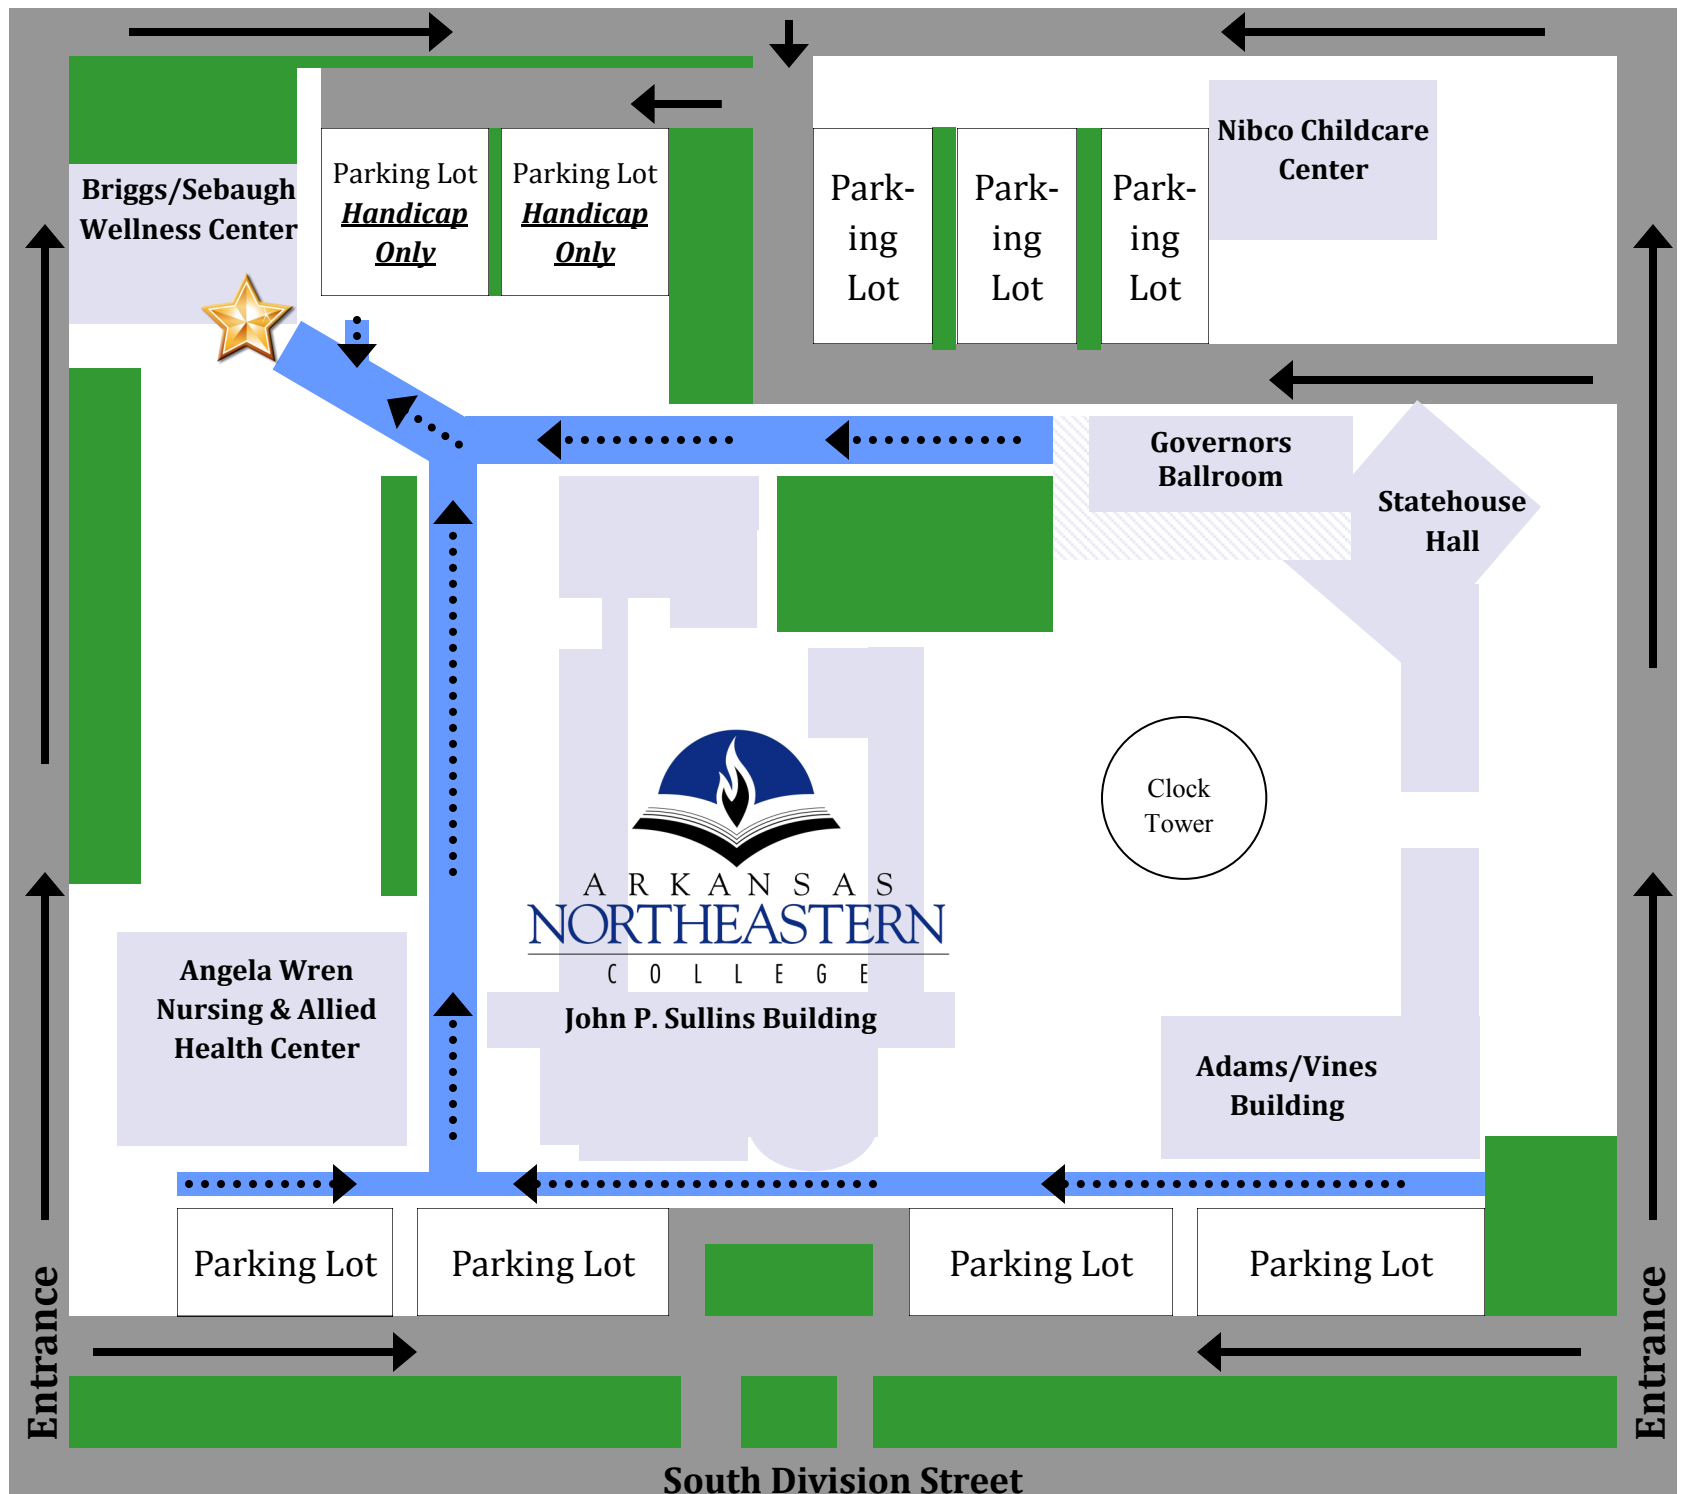 Nibco Childcare
Center
Briggs/Sebaugh
Wellness Center
Parking Lot
Handicap
Only
Parking Lot
Handicap
Only
Park-
ing
Lot
Park-
ing
Lot
Park-
ing
Lot
Governors
Ballroom
Statehouse
Hall
Clock
Tower
ARKANSAS
NORTHEASTERN
COLLEGE
John P. Sullins Building
Angela Wren
Nursing & Allied
Health Center
Adams/Vines
Building
Parking Lot
Parking Lot
Parking Lot
Parking Lot
Entrance
Entrance
South Division Street